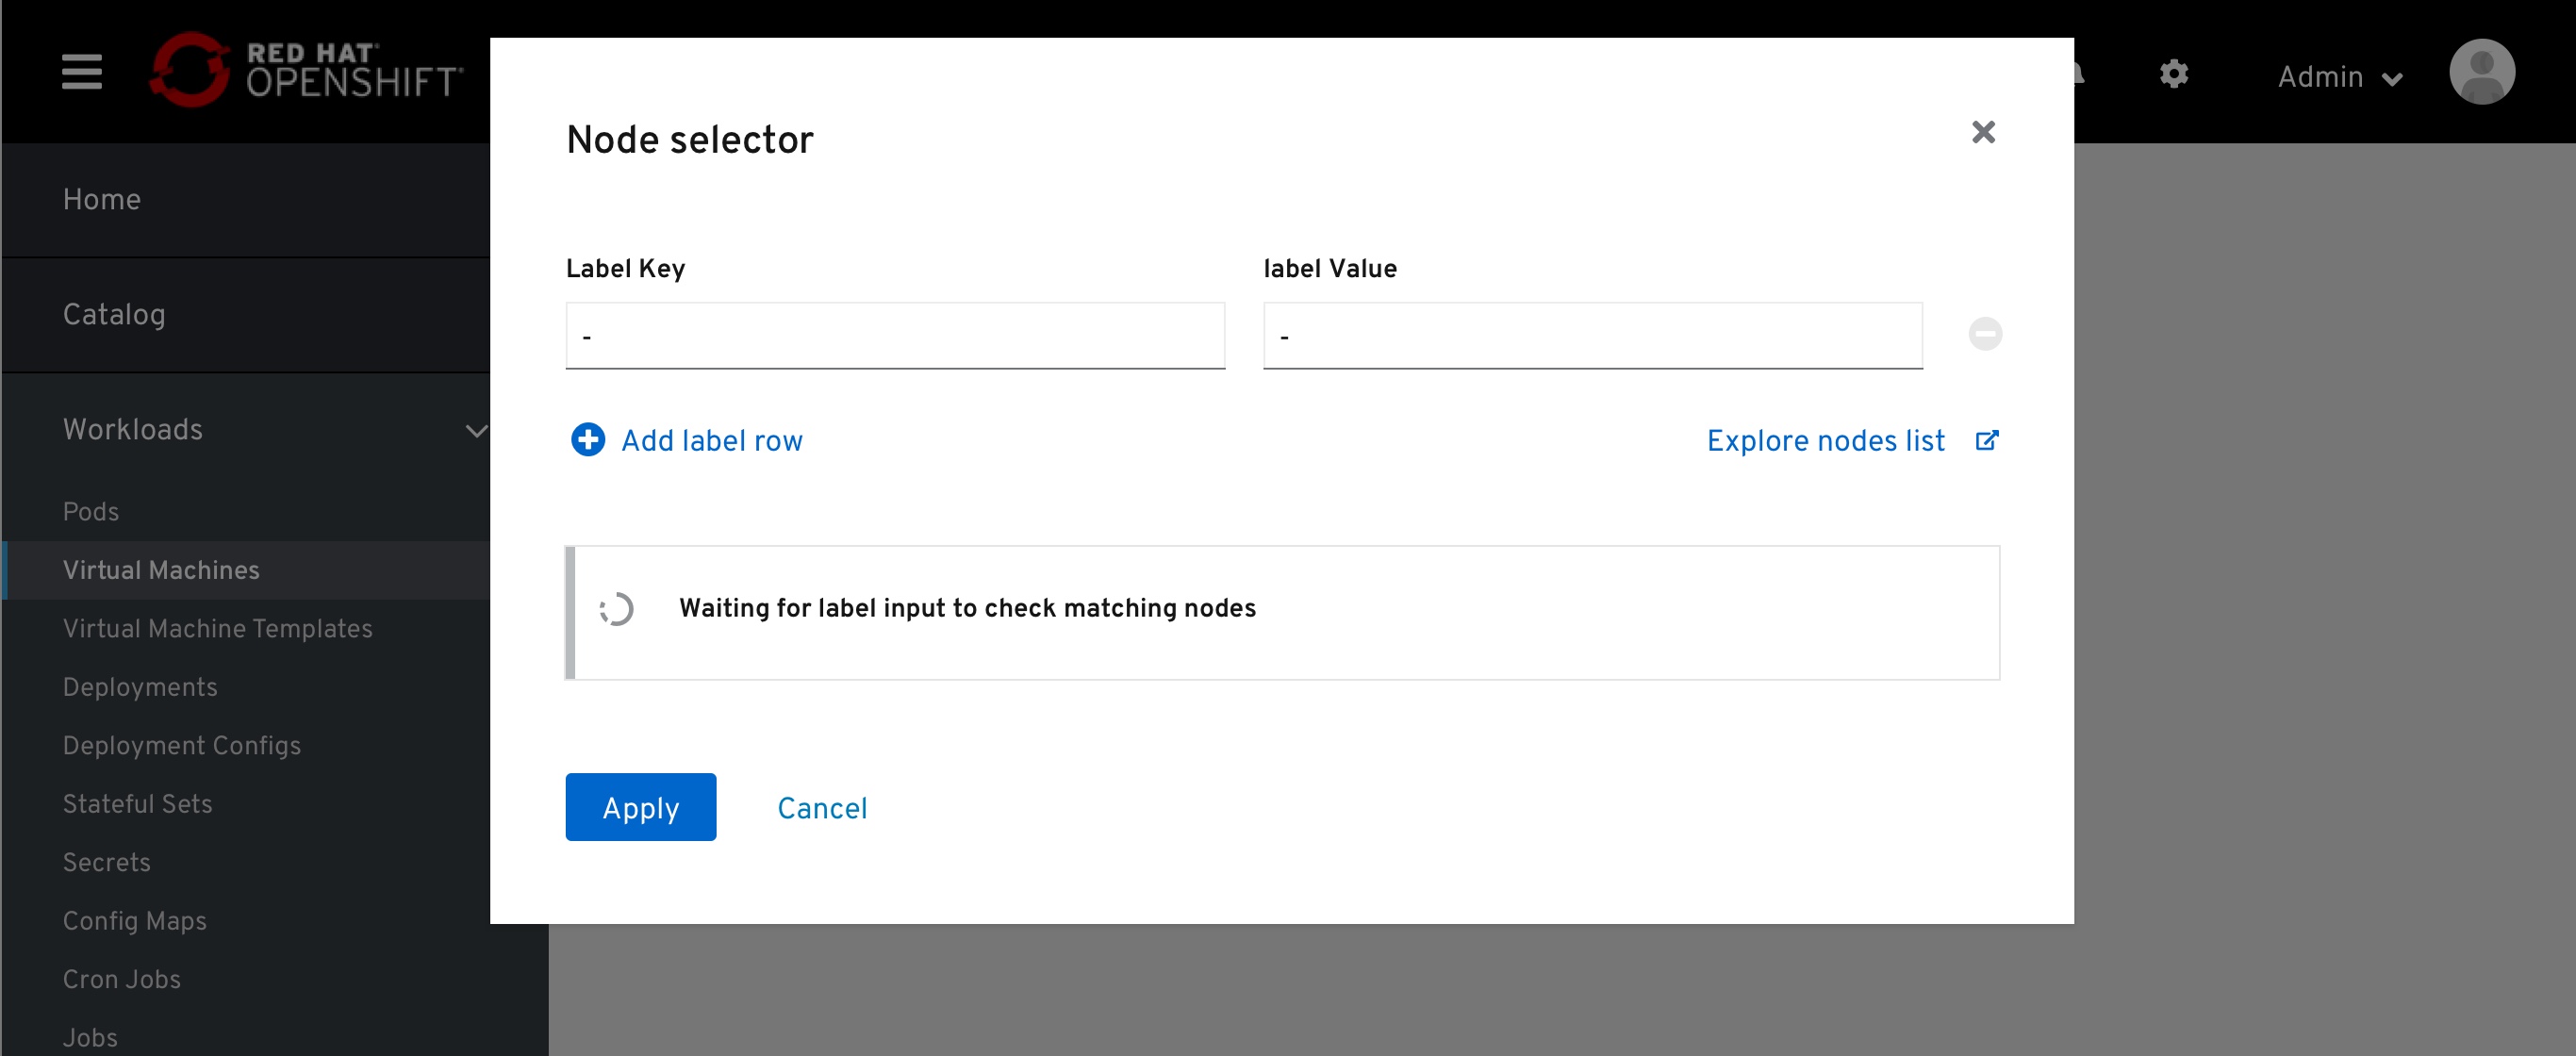 RED HAT
OPENSHIFT
Admin
Home
Catalog
Workloads
Pods
Virtual Machines
Virtual Machine Templates
Deployments
Deployment Configs
Stateful Sets
Secrets
Config Maps
Cron Jobs
Jobs
Node selector
Label Key
label Value
-
-
Add label row
Explore nodes list
Waiting for label input to check matching nodes
Apply
Cancel